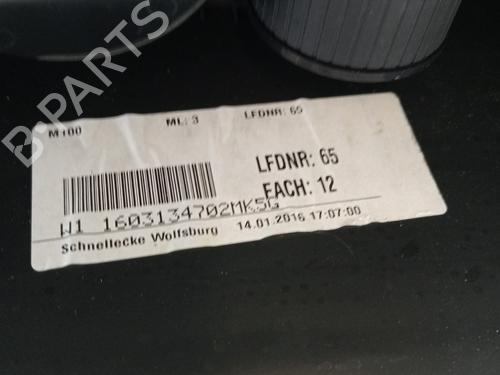 B-PARTS
M100 ML: 3 LFDNR: 65
LFDNR: 65
FACH: 12
W1 1603134702MK5G
Schnellecke Wolfsburg 14.01.2016 17:07:00